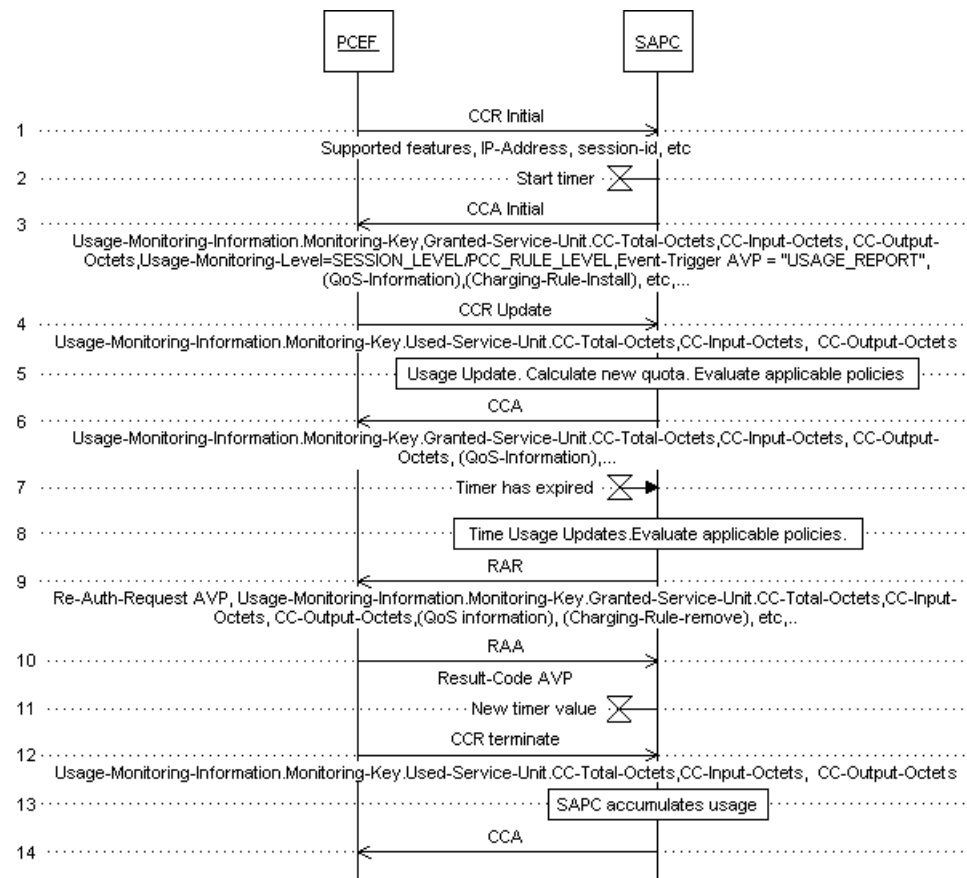 PCEF
SAPC
CCR Initial
1
Supported features, IP-Address, session-id, etc
2
Start timer
CCA Initial
3
Usage-Monitoring-Information.Monitoring-Key,Granted-Service-Unit.CC-Total-Octets,CC-Input-Octets, CC-Output-
Octets,Usage-Monitoring-Level=SESSION_LEVEL/PCC_RULE_LEVEL,Event-Trigger AVP = "USAGE_REPORT",
(QoS-Information),(Charging-Rule-Install), etc,...
CCR Update
4
Usage-Monitoring-Information.Monitoring-Key.Used-Service-Unit.CC-Total-Octets,CC-Input-Octets, CC-Output-Octets
5
Usage Update. Calculate new quota. Evaluate applicable policies
CCA
6
Usage-Monitoring-Information.Monitoring-Key.Granted-Service-Unit.CC-Total-Octets,CC-Input-Octets, CC-Output-
Octets, (QoS-Information),...
7
Timer has expired
8
Time Usage Updates.Evaluate applicable policies.
RAR
9
Re-Auth-Request AVP, Usage-Monitoring-Information.Monitoring-Key.Granted-Service-Unit.CC-Total-Octets,CC-Input-
Octets, CC-Output-Octets,(QoS information), (Charging-Rule-remove), etc,..
RAA
10
Result-Code AVP
11
New timer value
CCR terminate
12
Usage-Monitoring-Information.Monitoring-Key.Used-Service-Unit.CC-Total-Octets,CC-Input-Octets, CC-Output-Octets
13
SAPC accumulates usage
CCA
14